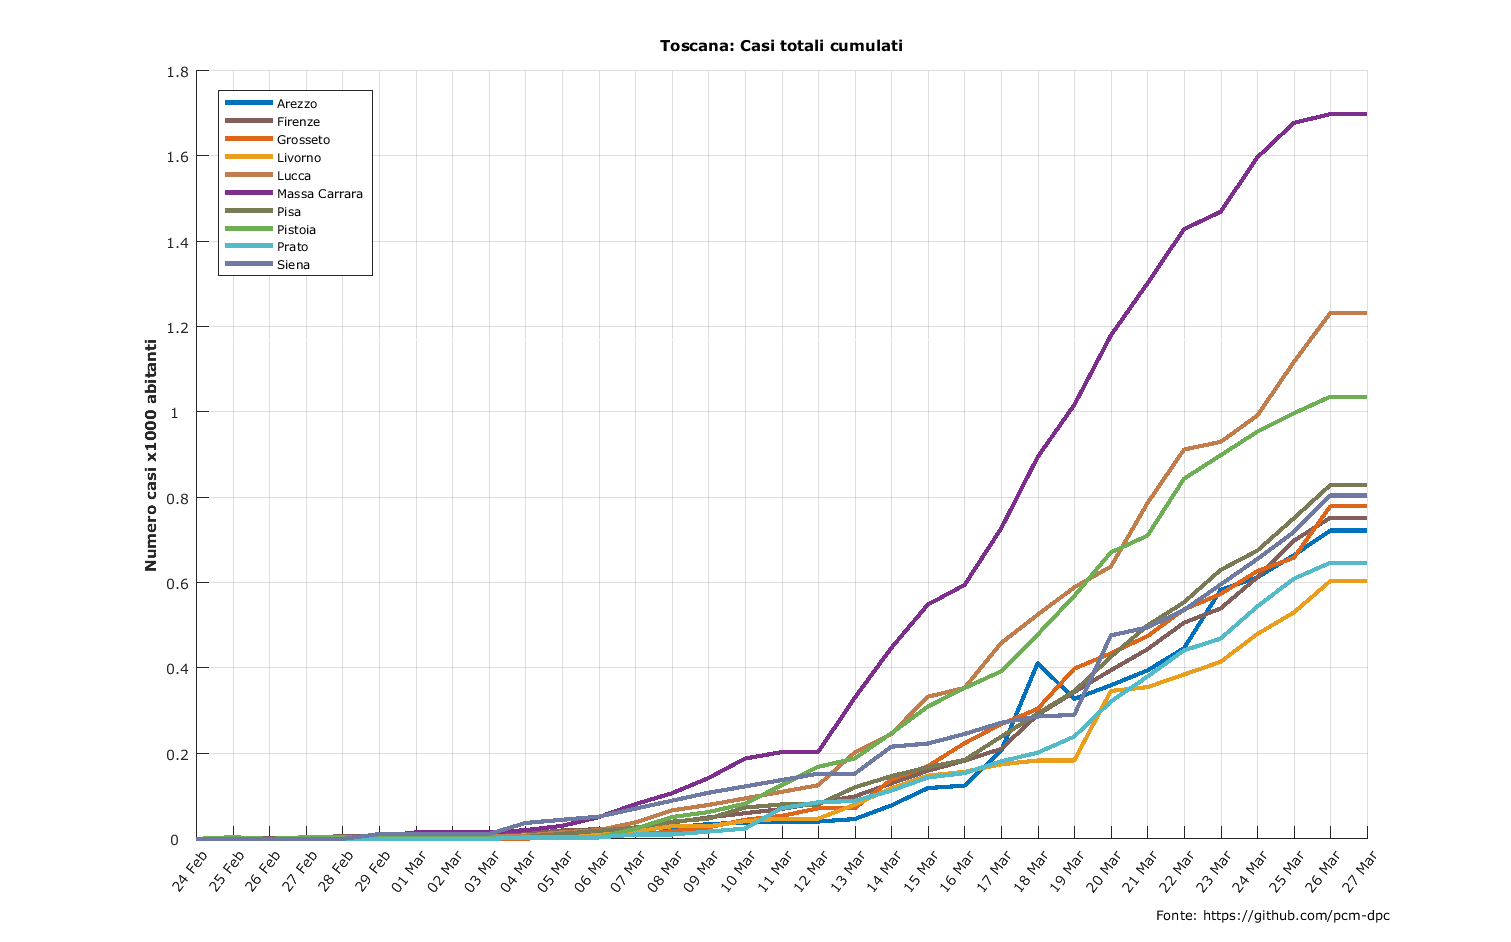 Toscana: Casi totali cumulati
1.8
1.6
1.4
1.2
1
0.8
0.6
0.4
0.2
0
Numero casi x1000 abitanti
Arezzo
Firenze
Grosseto
Livorno
Lucca
Massa Carrara
Pisa
Pistoia
Prato
Siena
24 Feb
25 Feb
26 Feb
27 Feb
28 Feb
29 Feb
01 Mar
02 Mar
03 Mar
04 Mar
05 Mar
06 Mar
07 Mar
08 Mar
09 Mar
10 Mar
11 Mar
12 Mar
13 Mar
14 Mar
15 Mar
16 Mar
17 Mar
18 Mar
19 Mar
20 Mar
21 Mar
22 Mar
23 Mar
24 Mar
25 Mar
26 Mar
27 Mar
Fonte: https://github.com/pcm-dpc